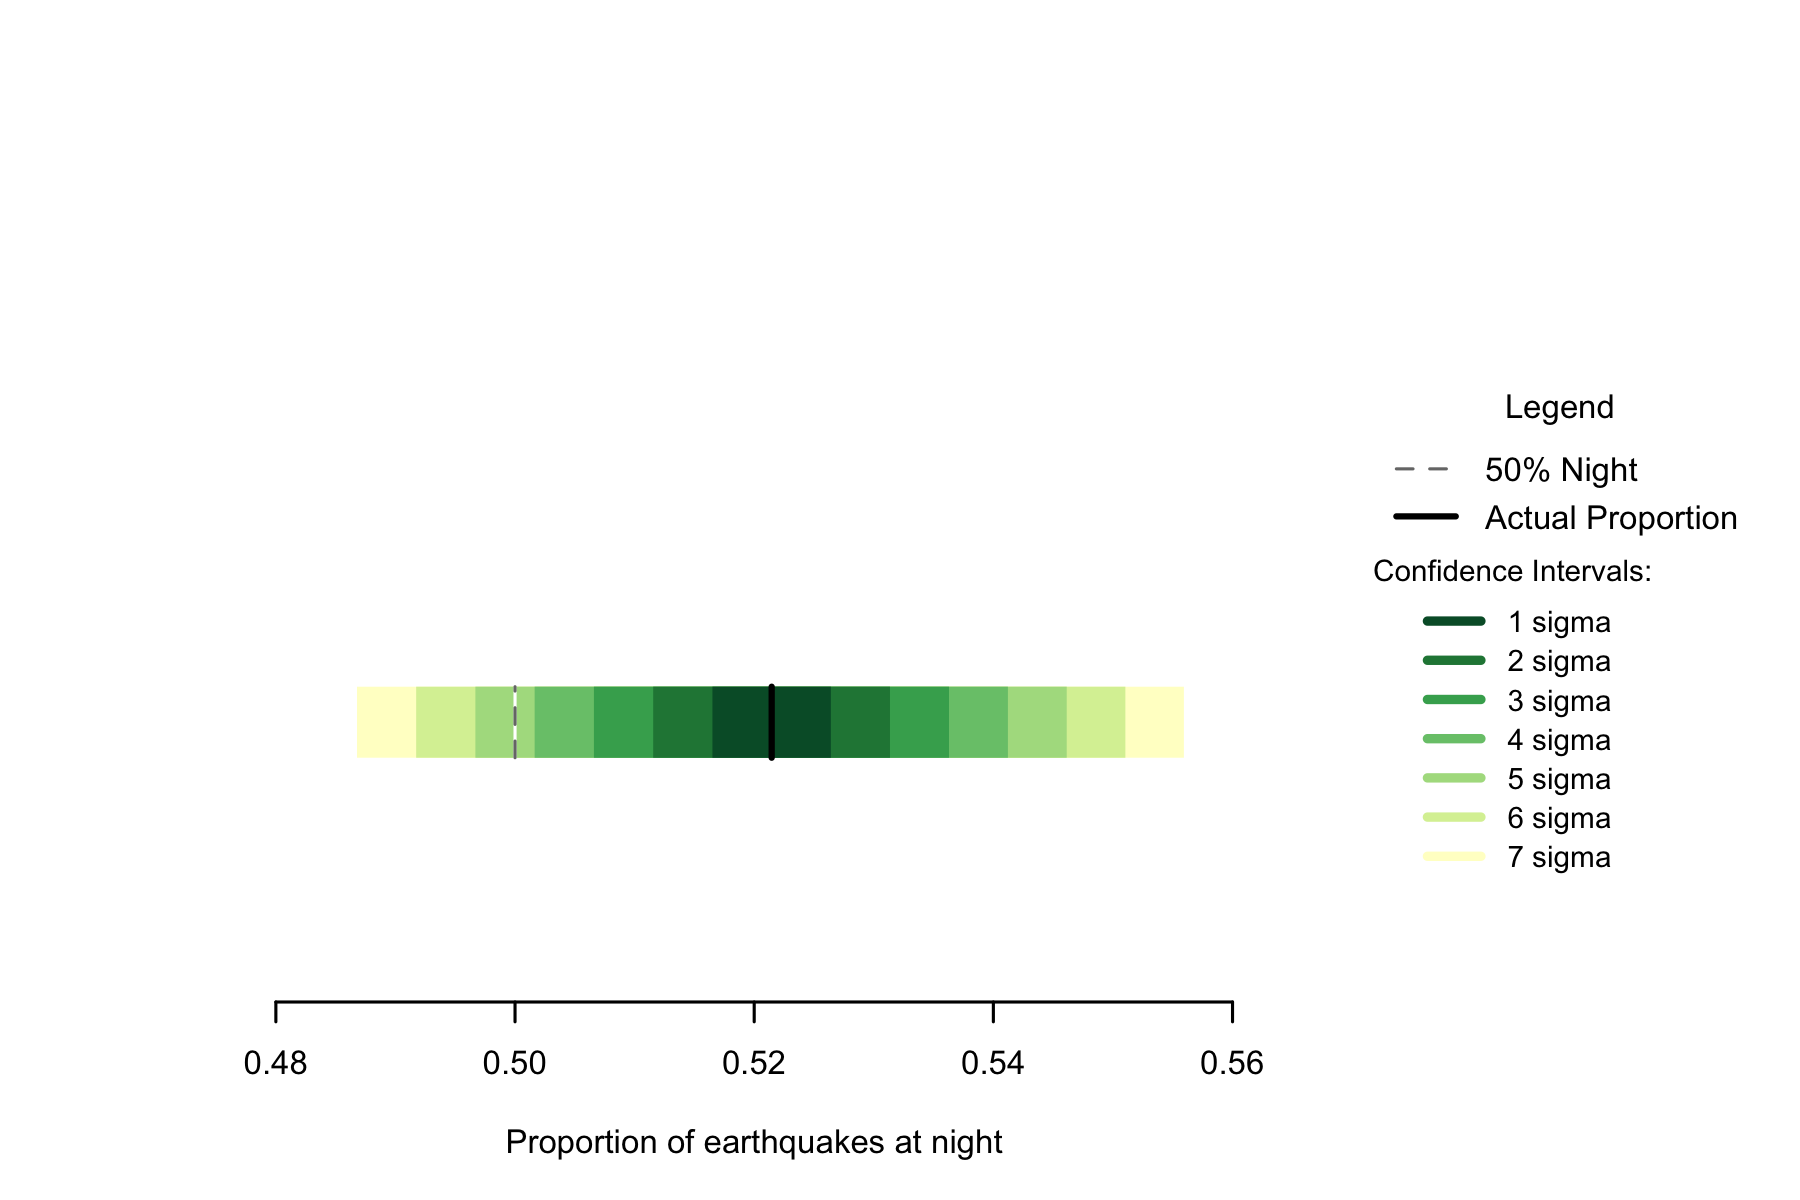 Legend
50% Night
Actual Proportion
Confidence Intervals:
1 sigma
2 sigma
3 sigma
4 sigma
5 sigma
6 sigma
7 sigma
0.48 0.50 0.52 0.54 0.56
Proportion of earthquakes at night